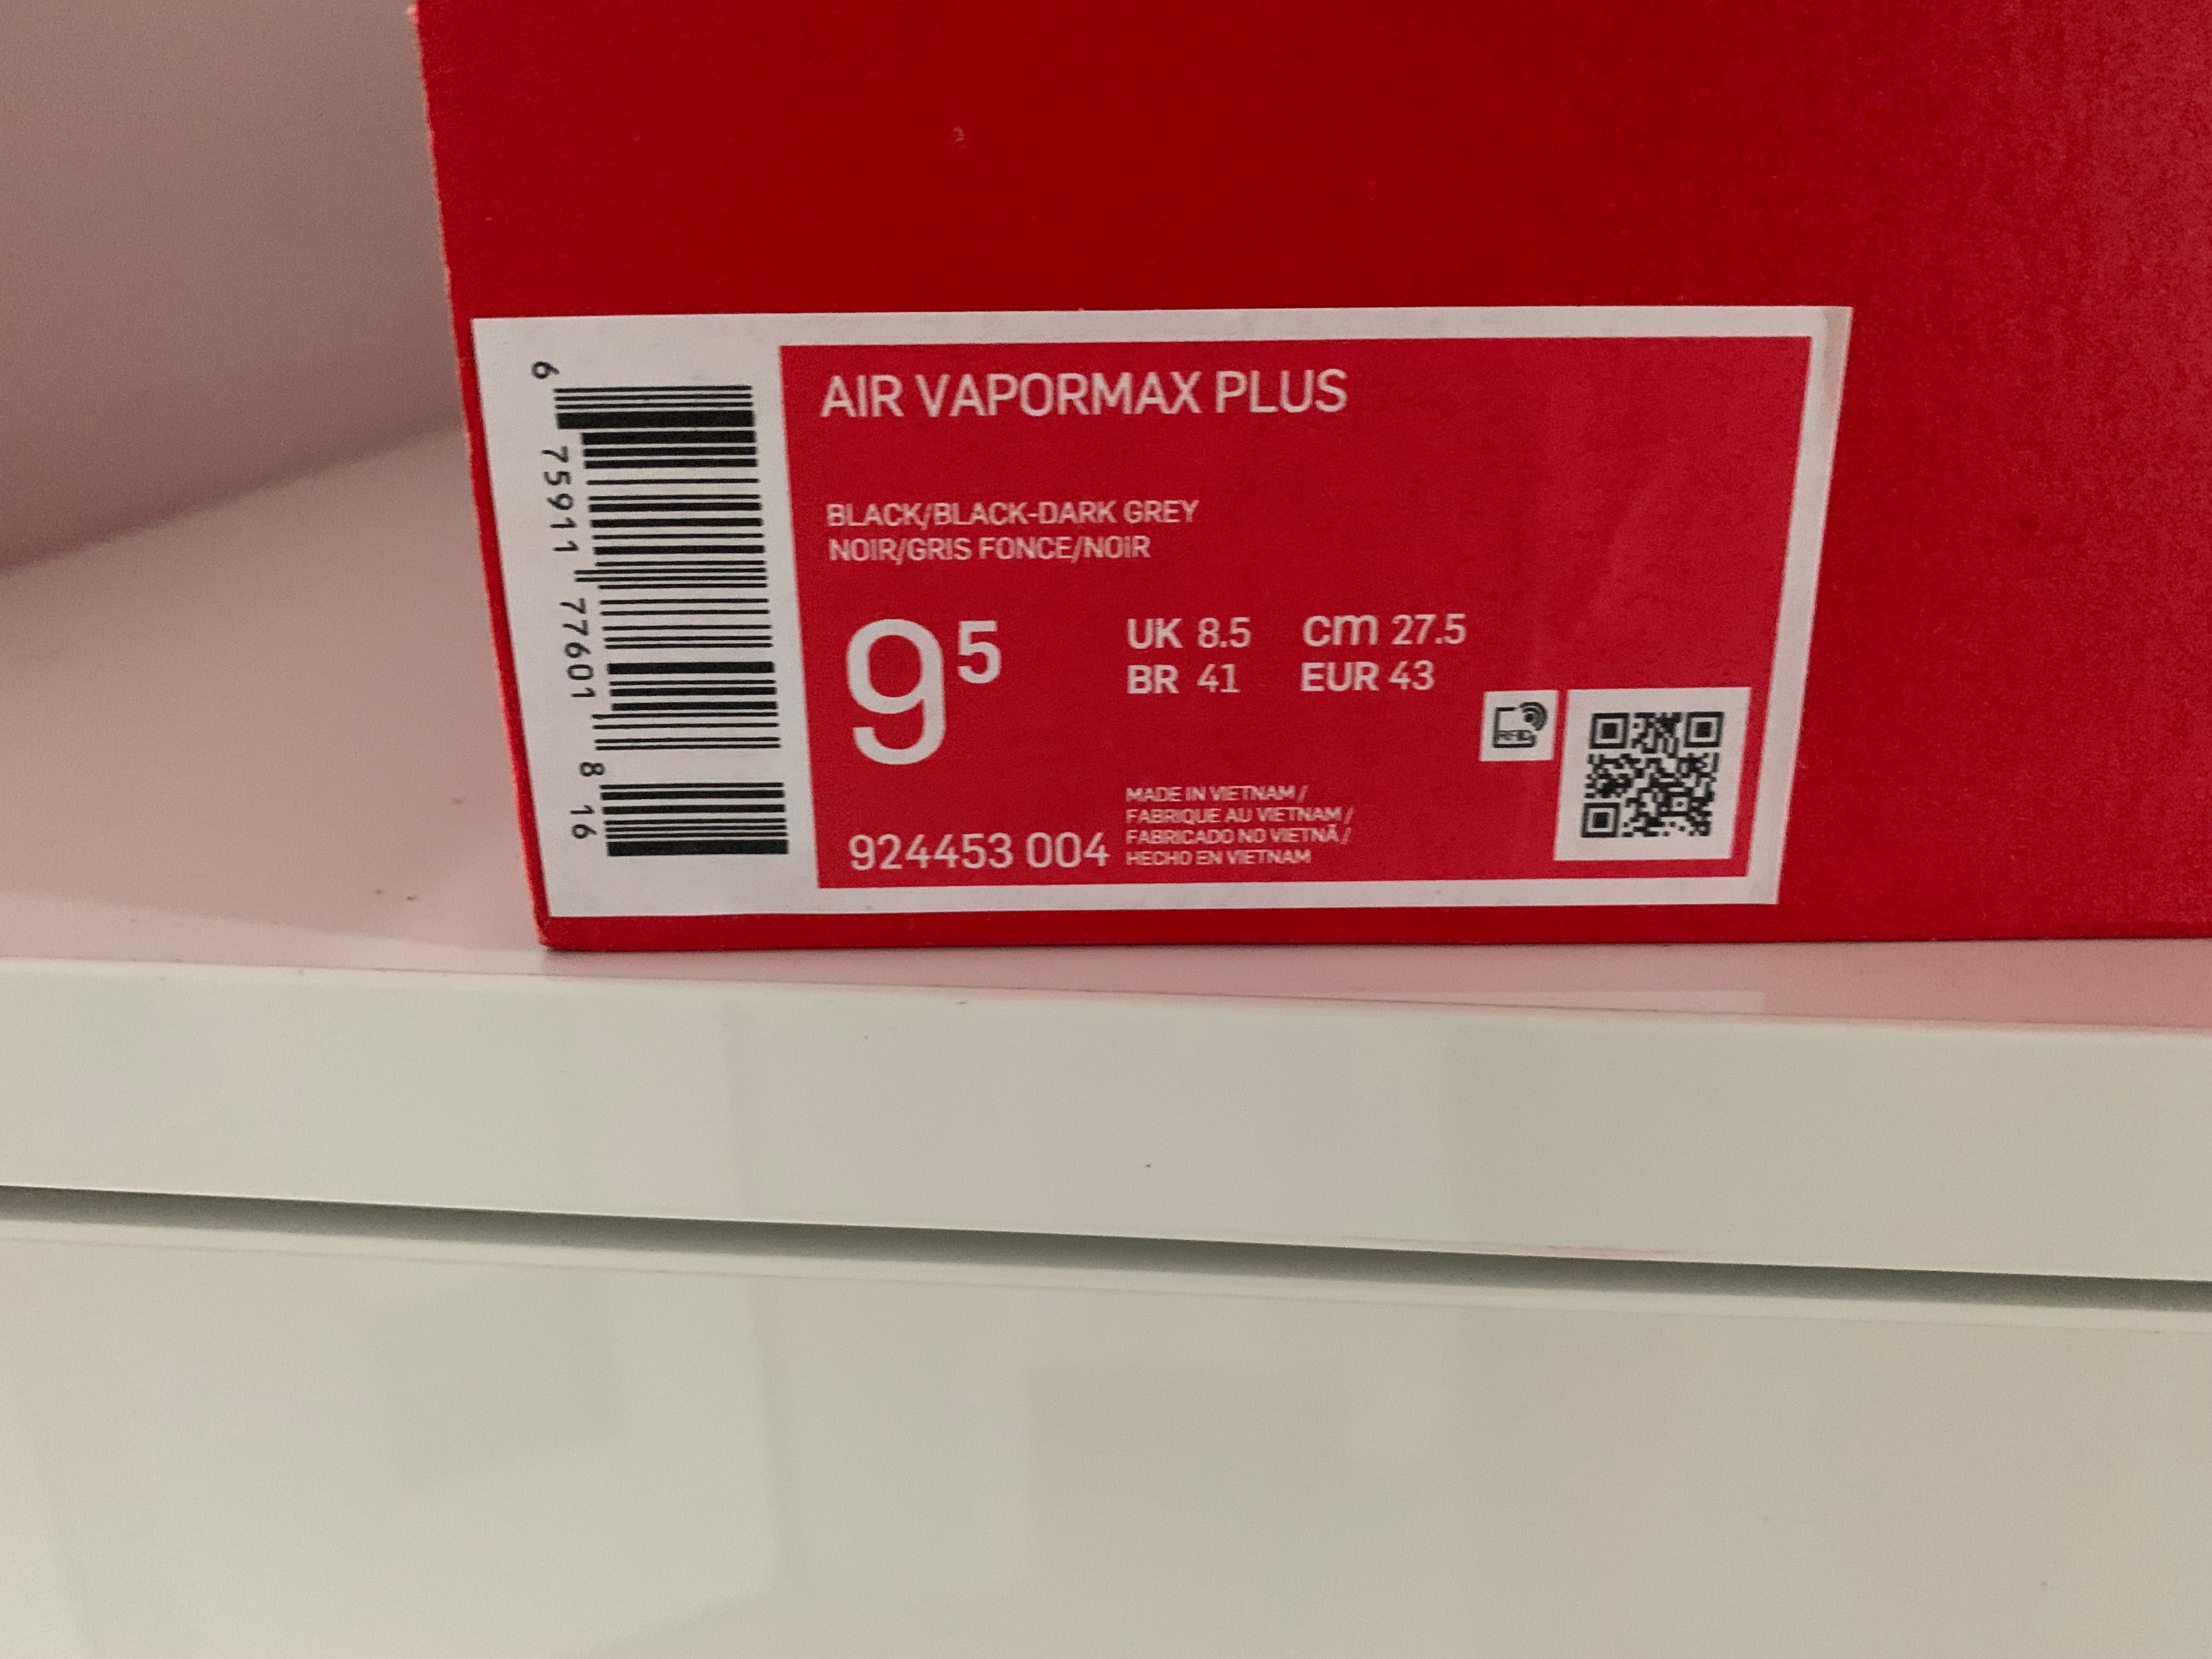 6 75911 77601 8 16
AIR VAPORMAX PLUS
BLACK/BLACK-DARK GREY
NOIR/GRIS FONCE/NOIR
9⁵
UK 8.5 cm 27.5
BR 41 EUR 43
RFID
924453 004
MADE IN VIETNAM /
FABRIQUE AU VIETNAM /
FABRICADO NO VIETNÃ /
HECHO EN VIETNAM